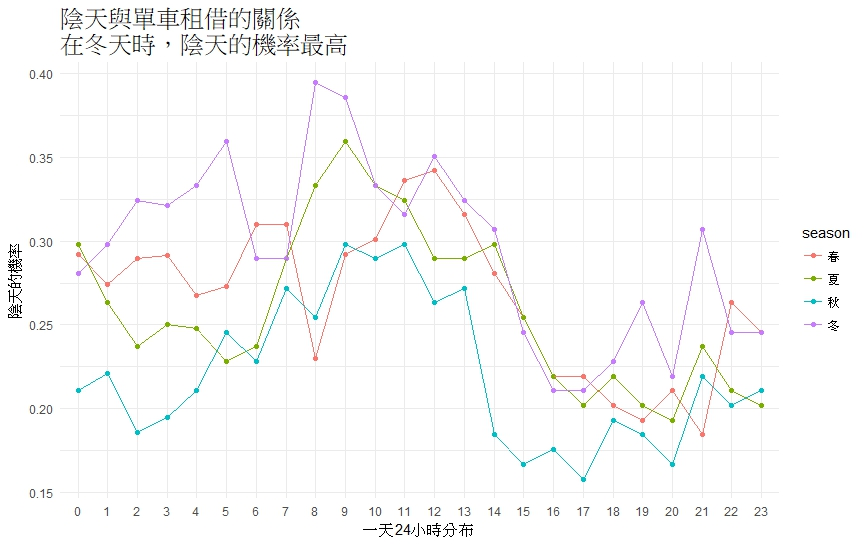 陰天與單車租借的關係
在冬天時，陰天的機率最高
陰天的機率
0.40
0.35
0.30
0.25
0.20
0.15
0 1 2 3 4 5 6 7 8 9 10 11 12 13 14 15 16 17 18 19 20 21 22 23
一天24小時分布
season
春
夏
秋
冬